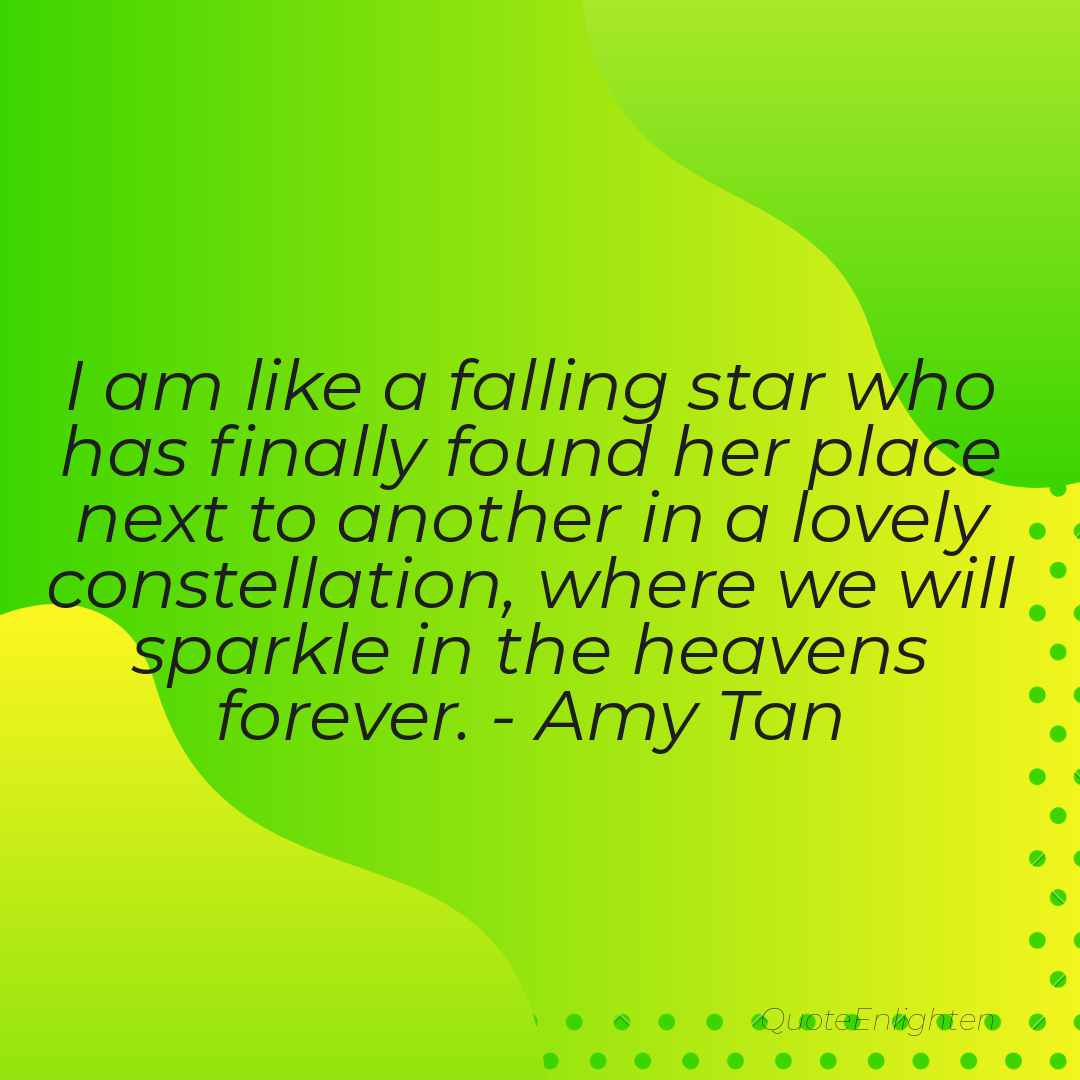 I am like a falling star who
has finally found her place
next to another in a lovely
constellation, where we will
sparkle in the heavens
forever. - Amy Tan
QuoteEnlighten